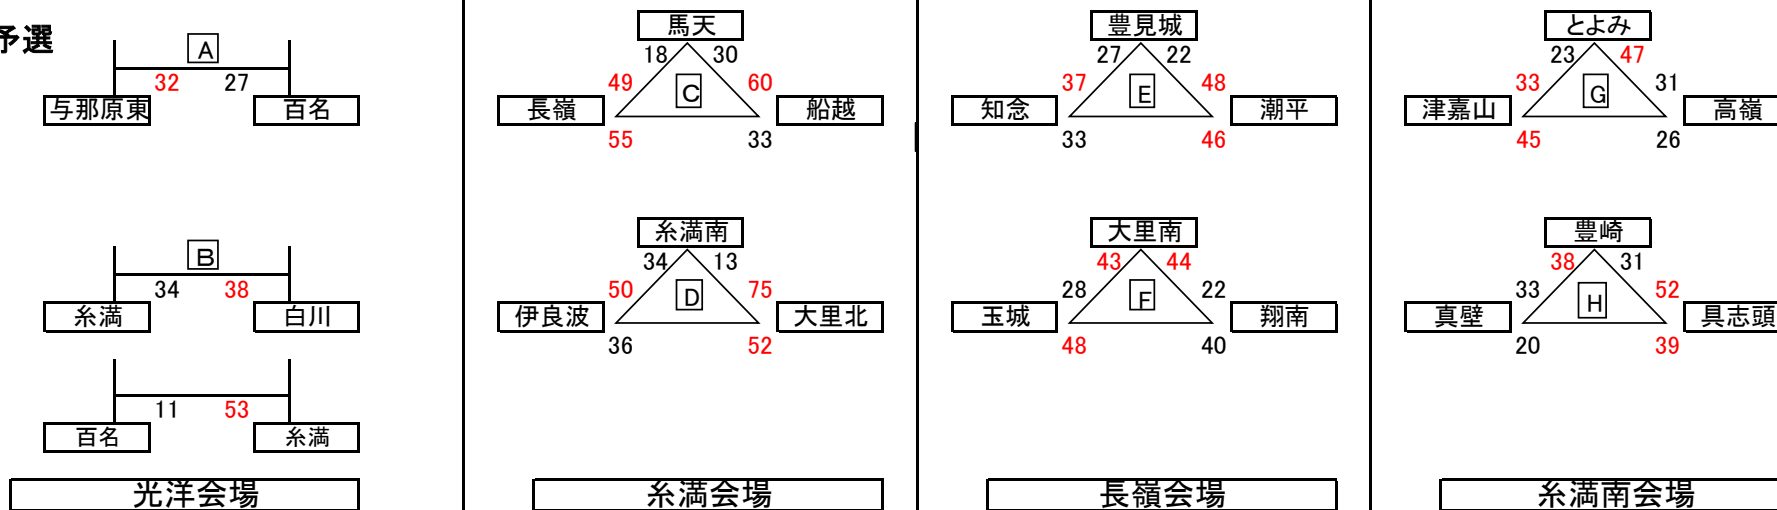 予選
A
32 27
与那原東 百名
B
34 38
糸満 白川
11 53
百名 糸満
光洋会場
馬天
18 30
49 C 60
長嶺 船越
55 33
糸満南
34 13
50 D 75
伊良波 大里北
36 52
糸満会場
豊見城
27 22
37 E 48
知念 潮平
33 46
大里南
43 44
28 F 22
玉城 翔南
48 40
長嶺会場
とよみ
23 47
33 G 31
津嘉山 高嶺
45 26
豊崎
38 31
33 H 52
真壁 具志頭
20 39
糸満南会場